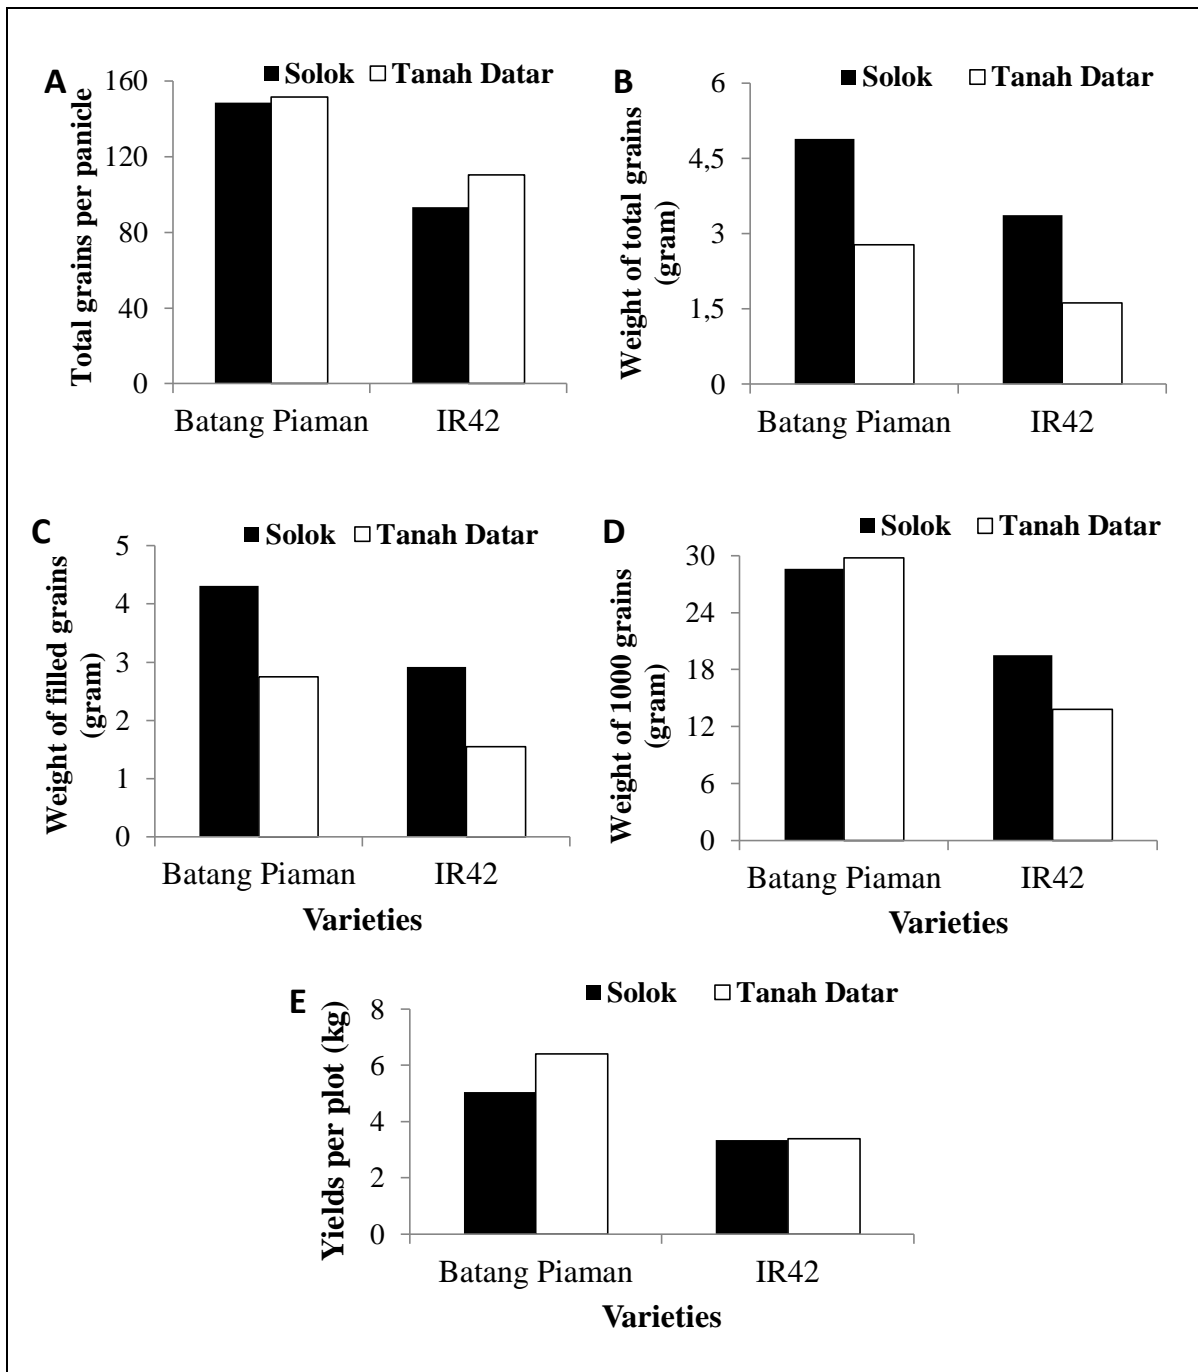 A
Total grains per panicle
■ Solok □ Tanah Datar
160
120
80
40
0
Batang Piaman IR42
B
Weight of total grains
(gram)
■ Solok □ Tanah Datar
6
4,5
3
1,5
0
Batang Piaman IR42
C
Weight of filled grains
(gram)
■ Solok □ Tanah Datar
5
4
3
2
1
0
Batang Piaman IR42
Varieties
D
Weight of 1000 grains
(gram)
■ Solok □ Tanah Datar
30
24
18
12
6
0
Batang Piaman IR42
Varieties
E
Yields per plot (kg)
■ Solok □ Tanah Datar
8
6
4
2
0
Batang Piaman IR42
Varieties